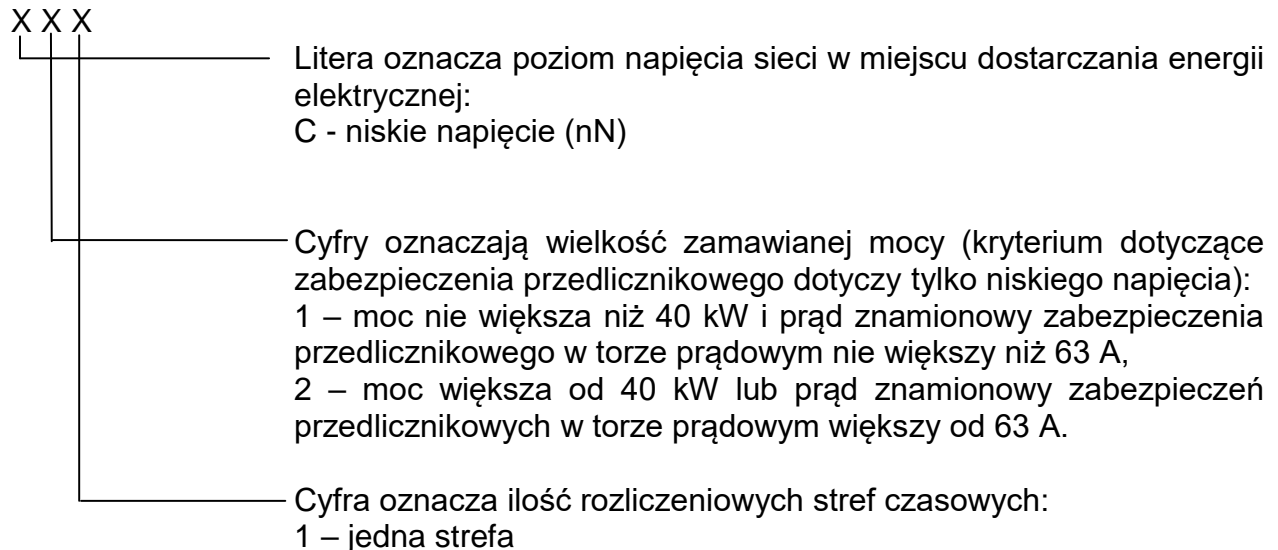 X X X
Litera oznacza poziom napięcia sieci w miejscu dostarczania energii
elektrycznej:
C - niskie napięcie (nN)
Cyfry oznaczają wielkość zamawianej mocy (kryterium dotyczące
zabezpieczenia przedlicznikowego dotyczy tylko niskiego napięcia):
1 – moc nie większa niż 40 kW i prąd znamionowy zabezpieczenia
przedlicznikowego w torze prądowym nie większy niż 63 A,
2 – moc większa od 40 kW lub prąd znamionowy zabezpieczeń
przedlicznikowych w torze prądowym większy od 63 A.
Cyfra oznacza ilość rozliczeniowych stref czasowych:
1 – jedna strefa